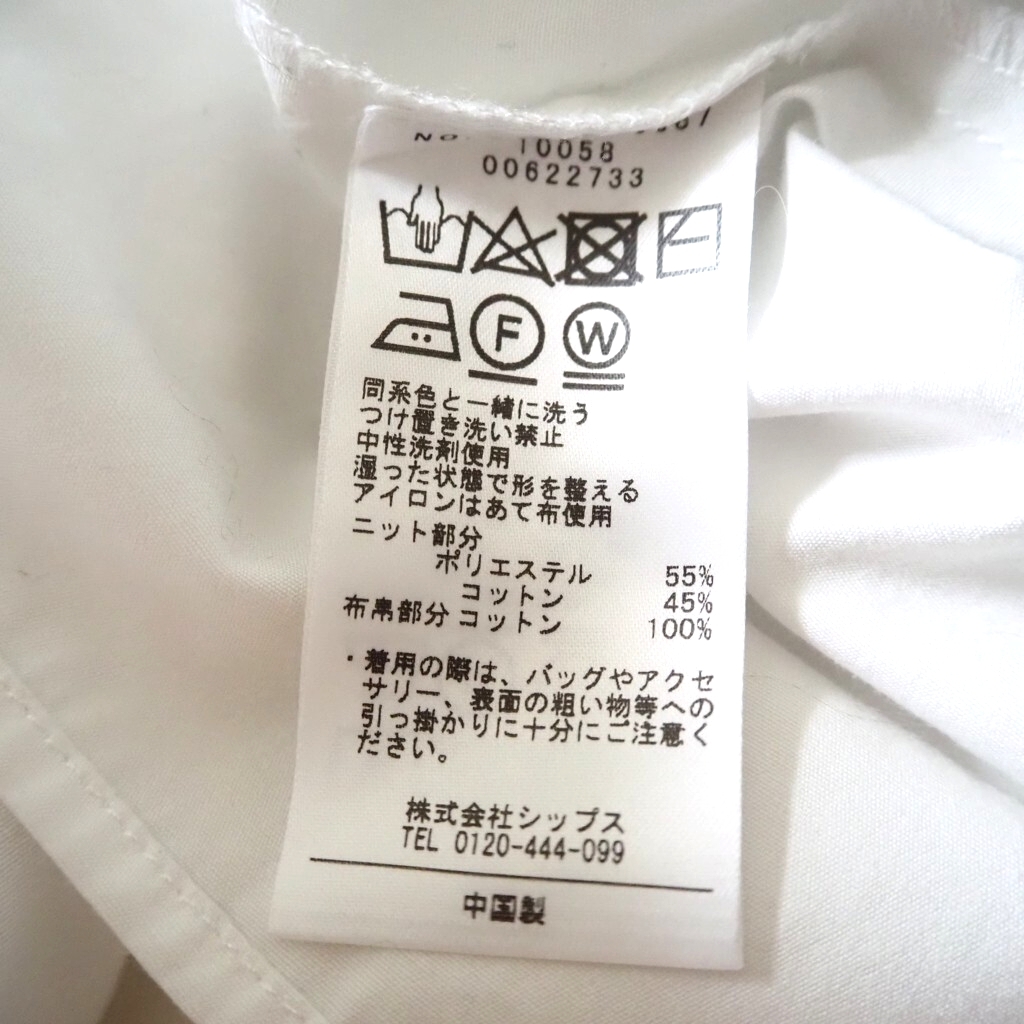 No.
10058
00622733
F
W
同系色と一緒に洗う
つけ置き洗い禁止
中性洗剤使用
湿った状態で形を整える
アイロンはあて布使用
ニット部分
ポリエステル 55%
コットン 45%
布帛部分 コットン 100%
・着用の際は、バッグやアクセ
サリー、表面の粗い物等への
引っ掛かりに十分にご注意く
ださい。
株式会社シップス
TEL 0120-444-099
中国製